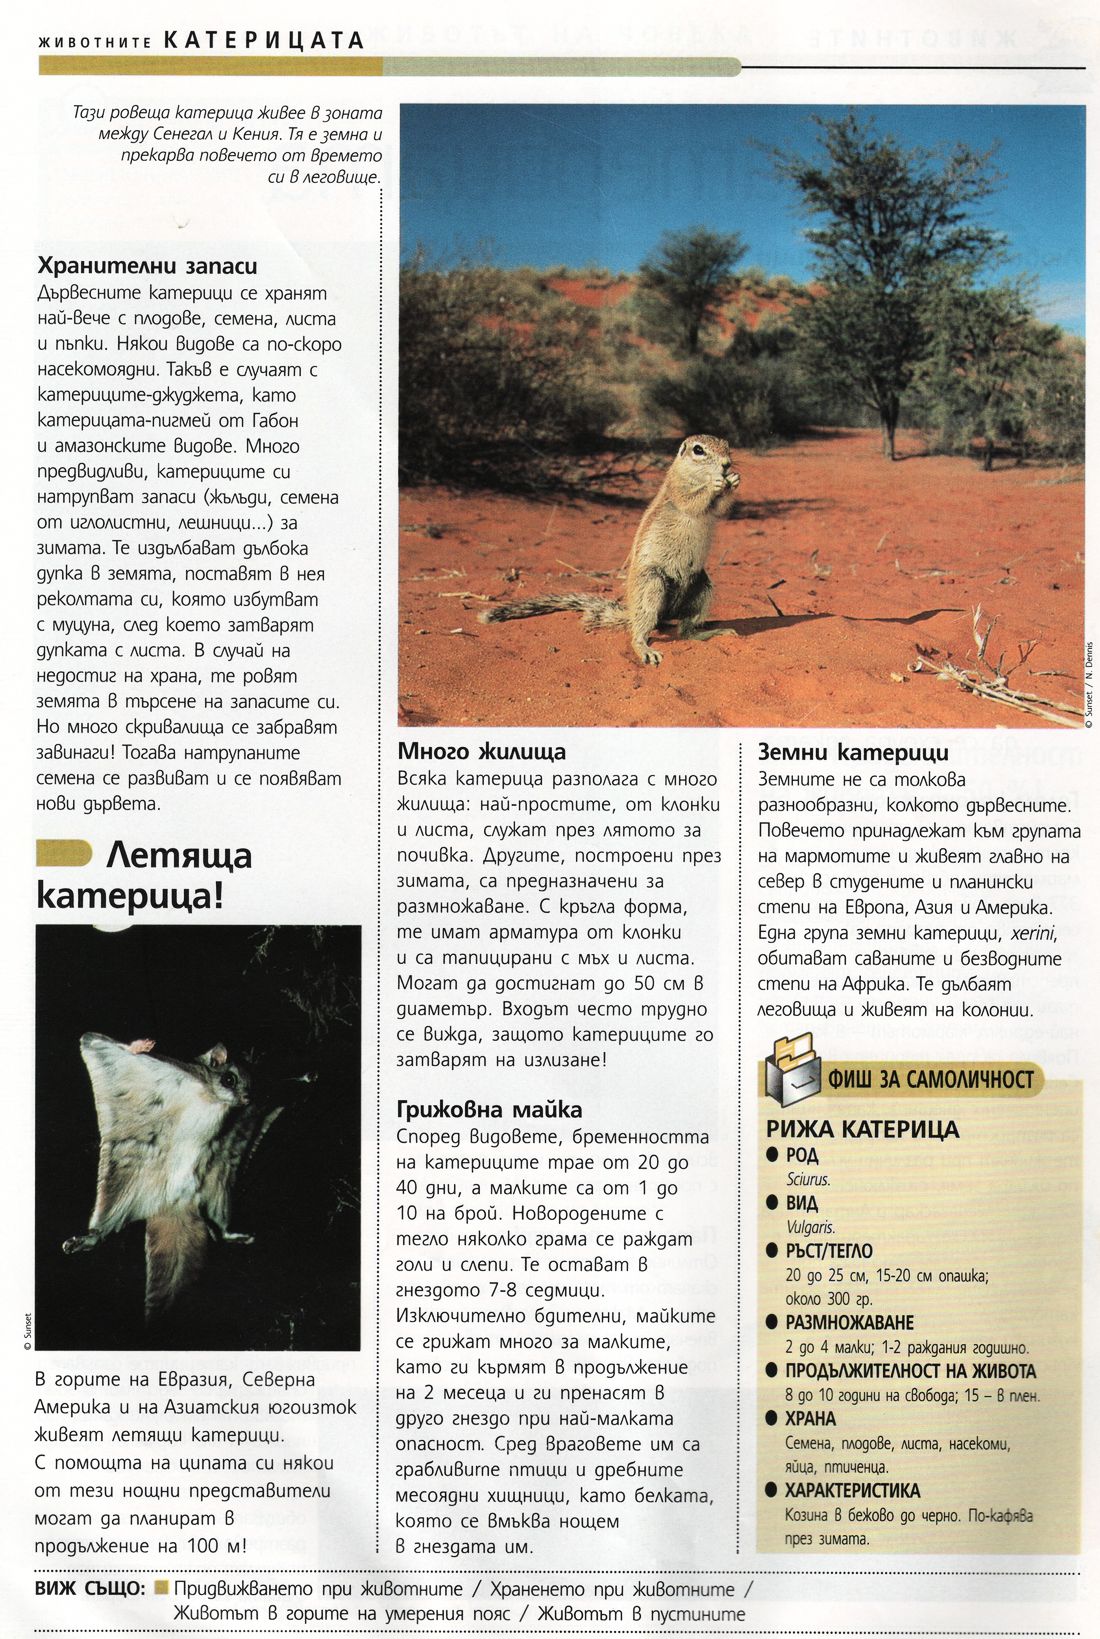 ЖИВОТНИТЕ КАТЕРИЦАТА
Тази ровеща катерица живее в зоната
между Сенегал и Кения. Тя е земна и
прекарва повечето от времето
си в леговище.
Хранителни запаси
Дървесните катерици се хранят
най-вече с плодове, семена, листа
и пъпки. Някои видове са по-скоро
насекомоядни. Такъв е случаят с
катериците-джуджета, като
катерицата-пигмей от Габон
и амазонските видове. Много
предвидливи, катериците си
натрупват запаси (жълъди, семена
от иглолистни, лешници...) за
зимата. Те издълбават дълбока
дупка в земята, поставят в нея
реколтата си, която избутват
с муцуна, след което затварят
дупката с листа. В случай на
недостиг на храна, те ровят
земята в търсене на запасите си.
Но много скривалища се забравят
завинаги! Тогава натрупаните
семена се развиват и се появяват
нови дървета.
Летяща
катерица!
© Sunset
В горите на Евразия, Северна
Америка и на Азиатския югоизток
живеят летящи катерици.
С помощта на ципата си някои
от тези нощни представители
могат да планират в
продължение на 100 м!
© Sunset / N. Dennis
Много жилища
Всяка катерица разполага с много
жилища: най-простите, от клонки
и листа, служат през лятото за
почивка. Другите, построени през
зимата, са предназначени за
размножаване. С кръгла форма,
те имат арматура от клонки
и са тапицирани с мъх и листа.
Могат да достигнат до 50 см в
диаметър. Входът често трудно
се вижда, защото катериците го
затварят на излизане!
Грижовна майка
Според видовете, бременността
на катериците трае от 20 до
40 дни, а малките са от 1 до
10 на брой. Новородените с
тегло няколко грама се раждат
голи и слепи. Те остават в
гнездото 7-8 седмици.
Изключително бдителни, майките
се грижат много за малките,
като ги кърмят в продължение
на 2 месеца и ги пренасят в
друго гнездо при най-малката
опасност. Сред враговете им са
грабливите птици и дребните
месоядни хищници, като белката,
която се вмъква нощем
в гнездата им.
Земни катерици
Земните не са толкова
разнообразни, колкото дървесните.
Повечето принадлежат към групата
на мармотите и живеят главно на
север в студените и планински
степи на Европа, Азия и Америка.
Една група земни катерици, xerini,
обитават саваните и безводните
степи на Африка. Те дълбаят
леговища и живеят на колонии.
ФИШ ЗА САМОЛИЧНОСТ
РИЖА КАТЕРИЦА
● РОД
Sciurus.
● ВИД
Vulgaris.
● РЪСТ/ТЕГЛО
20 до 25 см, 15-20 см опашка;
около 300 гр.
● РАЗМНОЖАВАНЕ
2 до 4 малки; 1-2 раждания годишно.
● ПРОДЪЛЖИТЕЛНОСТ НА ЖИВОТА
8 до 10 години на свобода; 15 – в плен.
● ХРАНА
Семена, плодове, листа, насекоми,
яйца, птиченца.
● ХАРАКТЕРИСТИКА
Козина в бежово до черно. По-кафява
през зимата.
ВИЖ СЪЩО: Придвижването при животните / Храненето при животните /
Животът в горите на умерения пояс / Животът в пустините